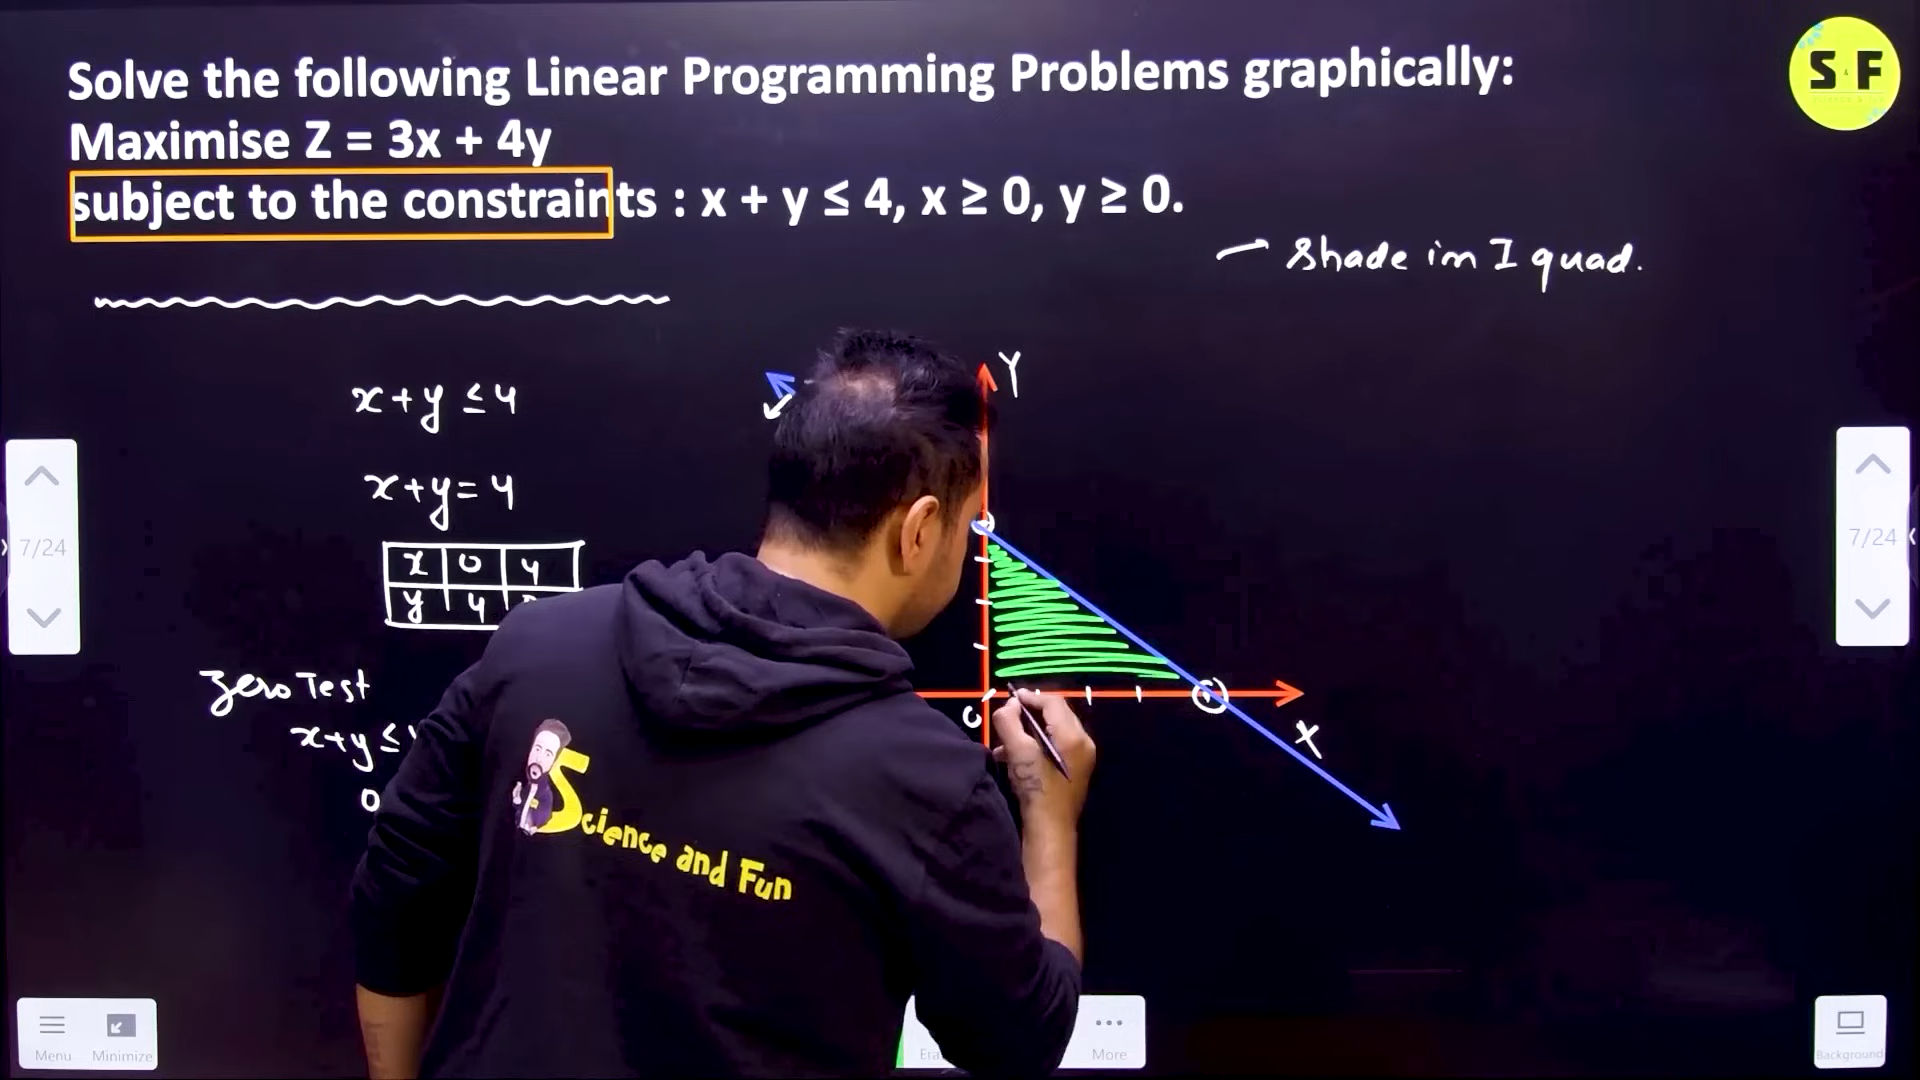 Solve the following Linear Programming Problems graphically:
Maximise Z = 3x + 4y
subject to the constraints : x + y ≤ 4, x ≥ 0, y ≥ 0.
S F
Shade in I quad.
x+y ≤ 4
x+y = 4
x 0 4
y 4
Zero Test
x+y ≤
0
Y
X
0
7/24
7/24
Science and Fun
Menu
Minimize
More
Background